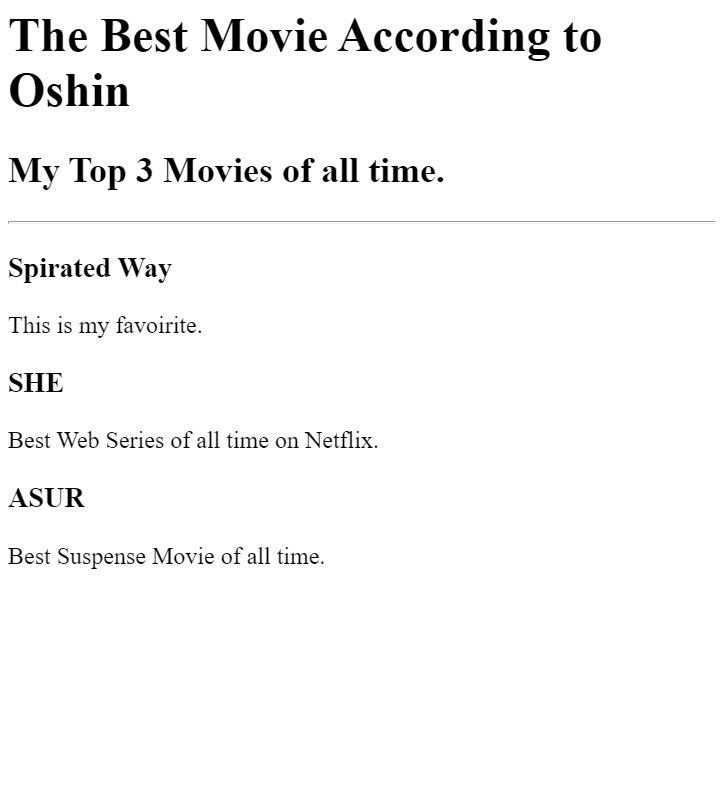 The Best Movie According to
Oshin
My Top 3 Movies of all time.
Spirated Way
This is my favoirite.
SHE
Best Web Series of all time on Netflix.
ASUR
Best Suspense Movie of all time.